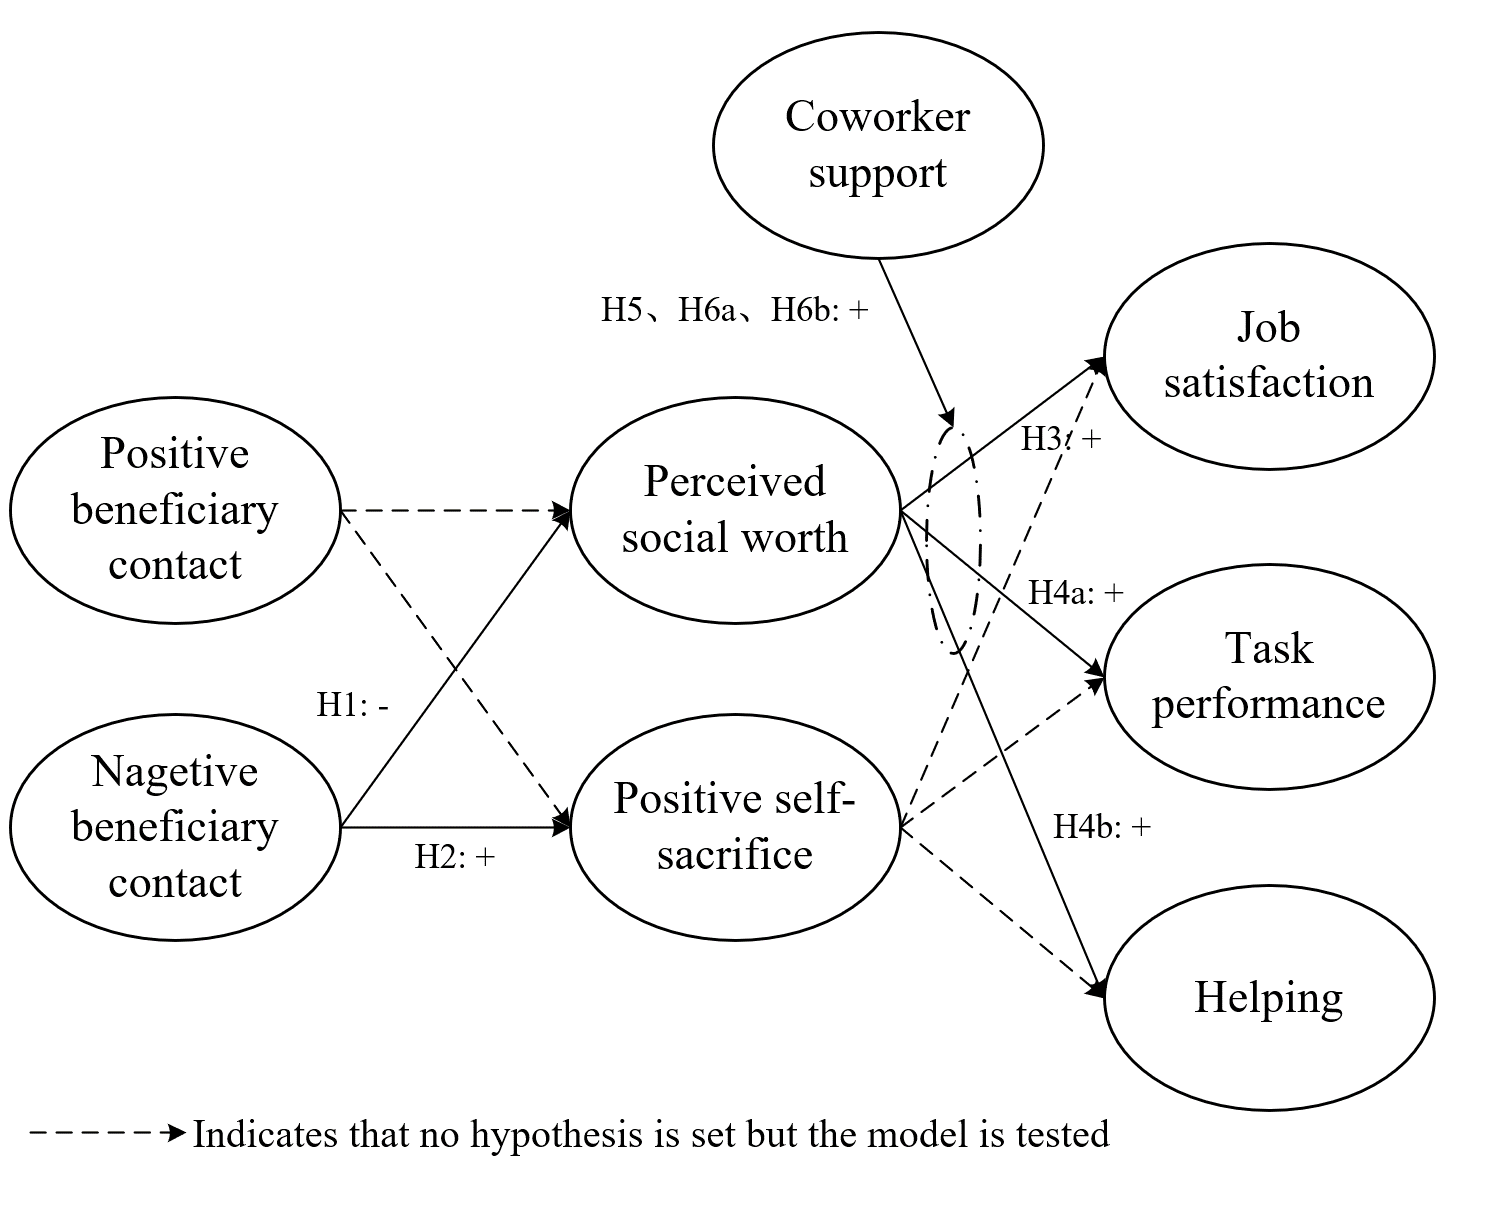 Coworker
support
H5、H6a、H6b: +
Job
satisfaction
H3: +
Positive
beneficiary
contact
Perceived
social worth
H4a: +
Task
performance
H1: -
Nagetive
beneficiary
contact
H2: +
Positive self-
sacrifice
H4b: +
Helping
Indicates that no hypothesis is set but the model is tested